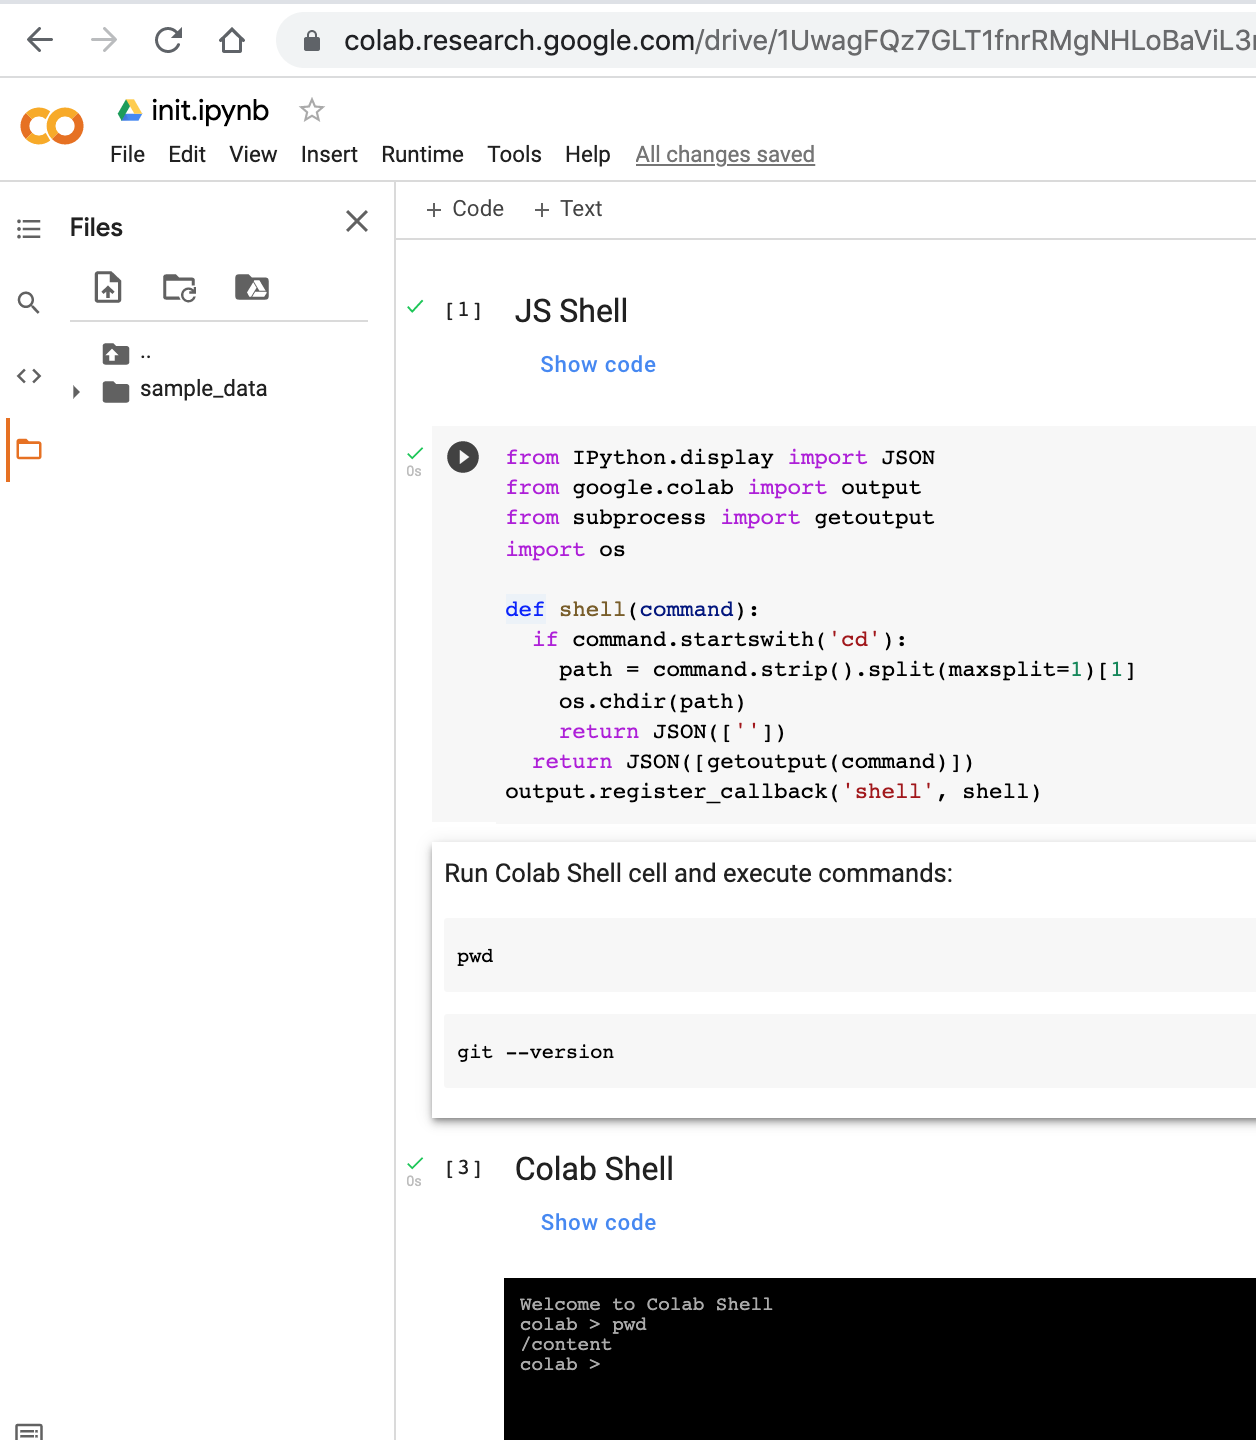 colab.research.google.com/drive/1UwagFQz7GLT1fnrRMgNHLoBaViL3
init.ipynb
File Edit View Insert Runtime Tools Help All changes saved
Files
+ Code + Text
..
sample_data
[1] JS Shell
Show code
0s
from IPython.display import JSON
from google.colab import output
from subprocess import getoutput
import os
def shell(command):
if command.startswith('cd'):
path = command.strip().split(maxsplit=1)[1]
os.chdir(path)
return JSON([''])
return JSON([getoutput(command)])
output.register_callback('shell', shell)
Run Colab Shell cell and execute commands:
pwd
git --version
0s
[3] Colab Shell
Show code
Welcome to Colab Shell
colab > pwd
/content
colab >